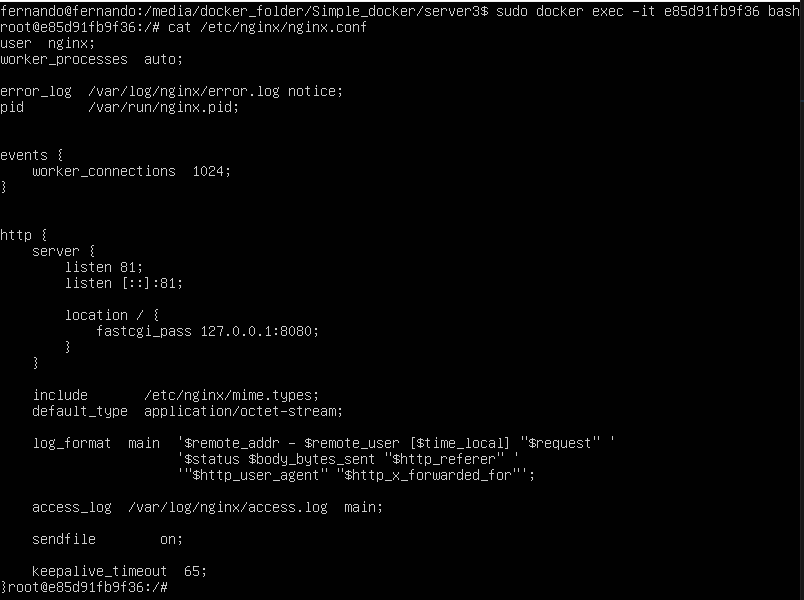 fernando@fernando:/media/docker_folder/Simple_docker/server3$ sudo docker exec -it e85d91fb9f36 bash
root@e85d91fb9f36:/# cat /etc/nginx/nginx.conf
user  nginx;
worker_processes  auto;

error_log  /var/log/nginx/error.log notice;
pid        /var/run/nginx.pid;


events {
    worker_connections  1024;
}


http {
    server {
        listen 81;
        listen [::]:81;

        location / {
            fastcgi_pass 127.0.0.1:8080;
        }
    }

    include       /etc/nginx/mime.types;
    default_type  application/octet-stream;

    log_format  main  '$remote_addr - $remote_user [$time_local] "$request" '
                      '$status $body_bytes_sent "$http_referer" '
                      '"$http_user_agent" "$http_x_forwarded_for"';

    access_log  /var/log/nginx/access.log  main;

    sendfile        on;

    keepalive_timeout  65;
}root@e85d91fb9f36:/#